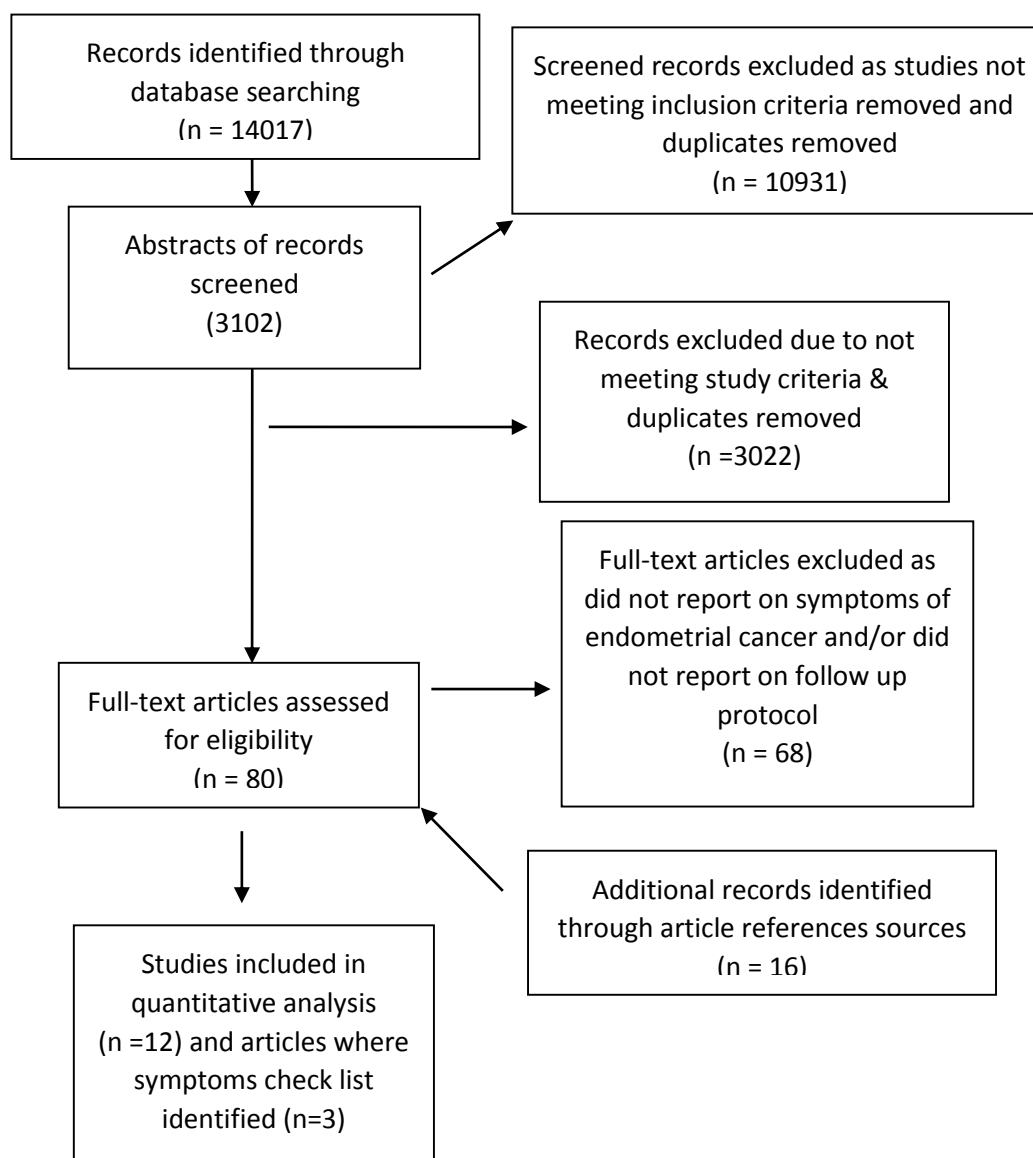 Records identified through
database searching
(n = 14017)
Screened records excluded as studies not
meeting inclusion criteria removed and
duplicates removed
(n = 10931)
Abstracts of records
screened
(3102)
Records excluded due to not
meeting study criteria &
duplicates removed
(n =3022)
Full-text articles excluded as
did not report on symptoms of
endometrial cancer and/or did
not report on follow up
protocol
(n = 68)
Full-text articles assessed
for eligibility
(n = 80)
Additional records identified
through article references sources
(n = 16)
Studies included in
quantitative analysis
(n =12) and articles where
symptoms check list
identified (n=3)